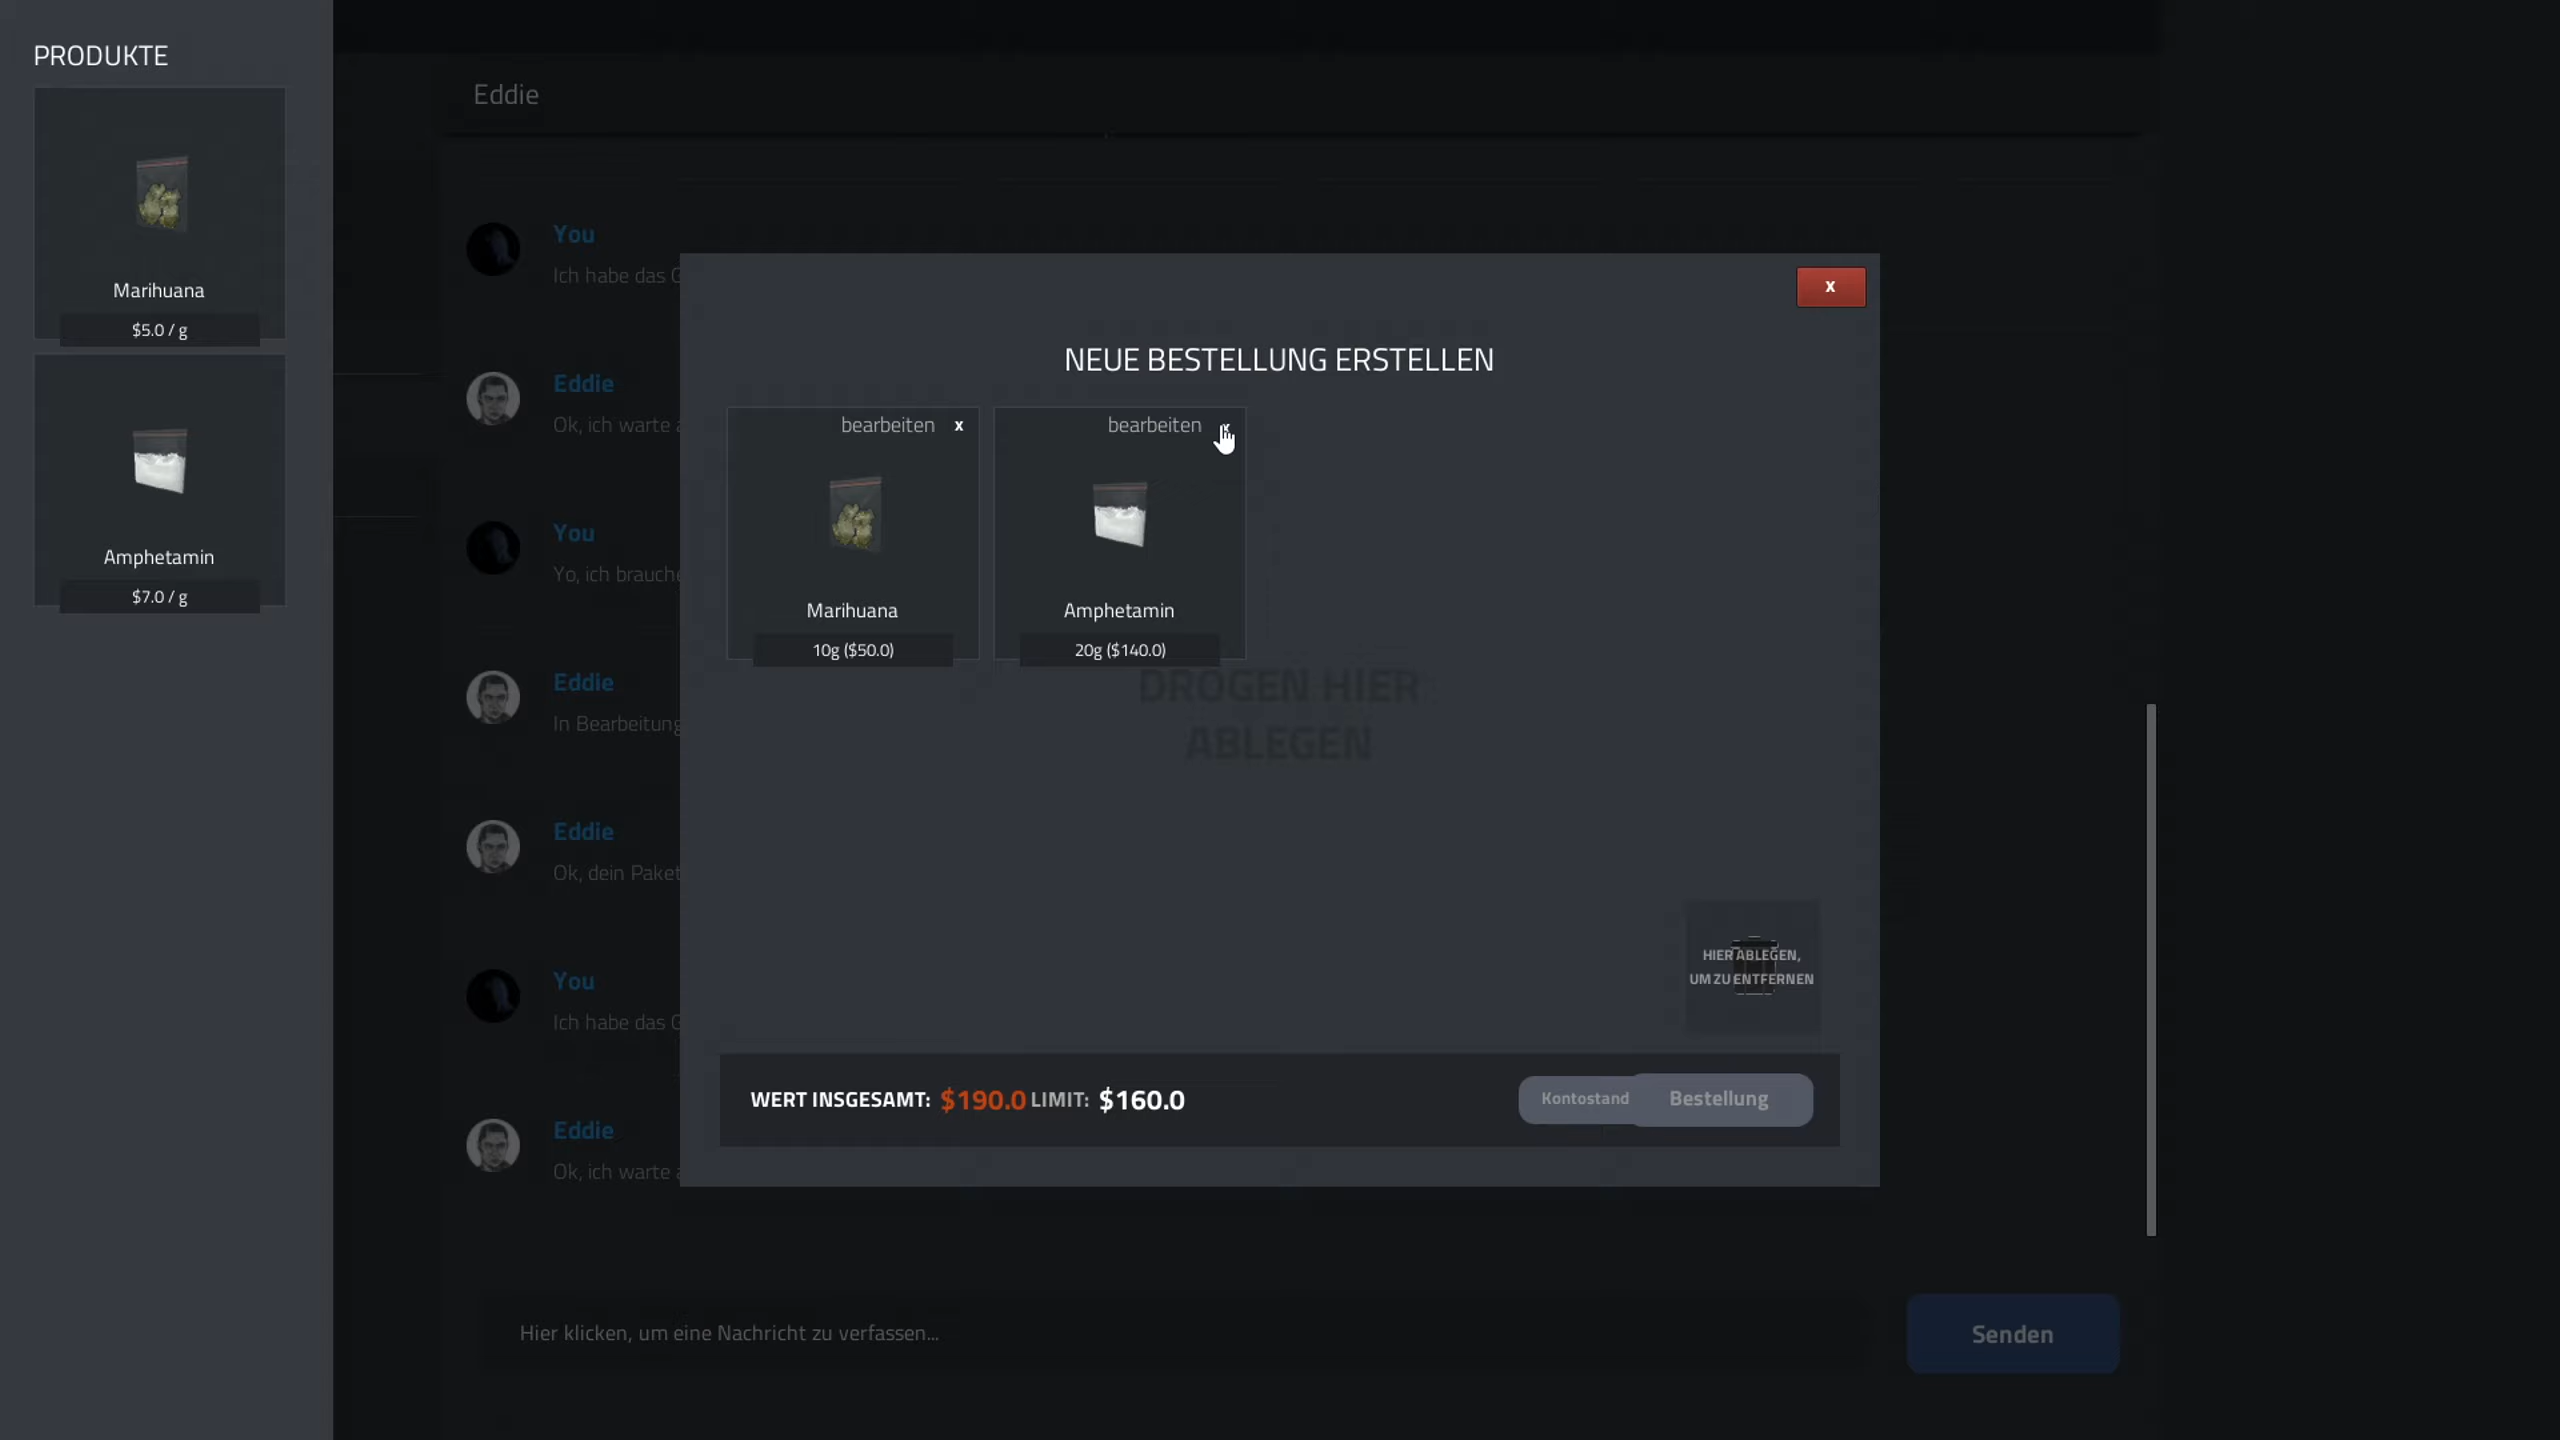 PRODUKTE
Marihuana
$5.0 / g
Amphetamin
$7.0 / g
Eddie
You
Ich habe das
Eddie
Ok, ich warte
You
Yo, ich brauche
Eddie
In Bearbeitung
Eddie
Ok, dein Paket
You
Ich habe das
Eddie
Ok, ich warte
x
NEUE BESTELLUNG ERSTELLEN
bearbeiten x
Marihuana
10g ($50.0)
bearbeiten x
Amphetamin
20g ($140.0)
DROGEN HIER
ABLEGEN
HIER ABLEGEN,
UM ZU ENTFERNEN
WERT INSGESAMT: $190.0 LIMIT: $160.0
Kontostand
Bestellung
Hier klicken, um eine Nachricht zu verfassen...
Senden